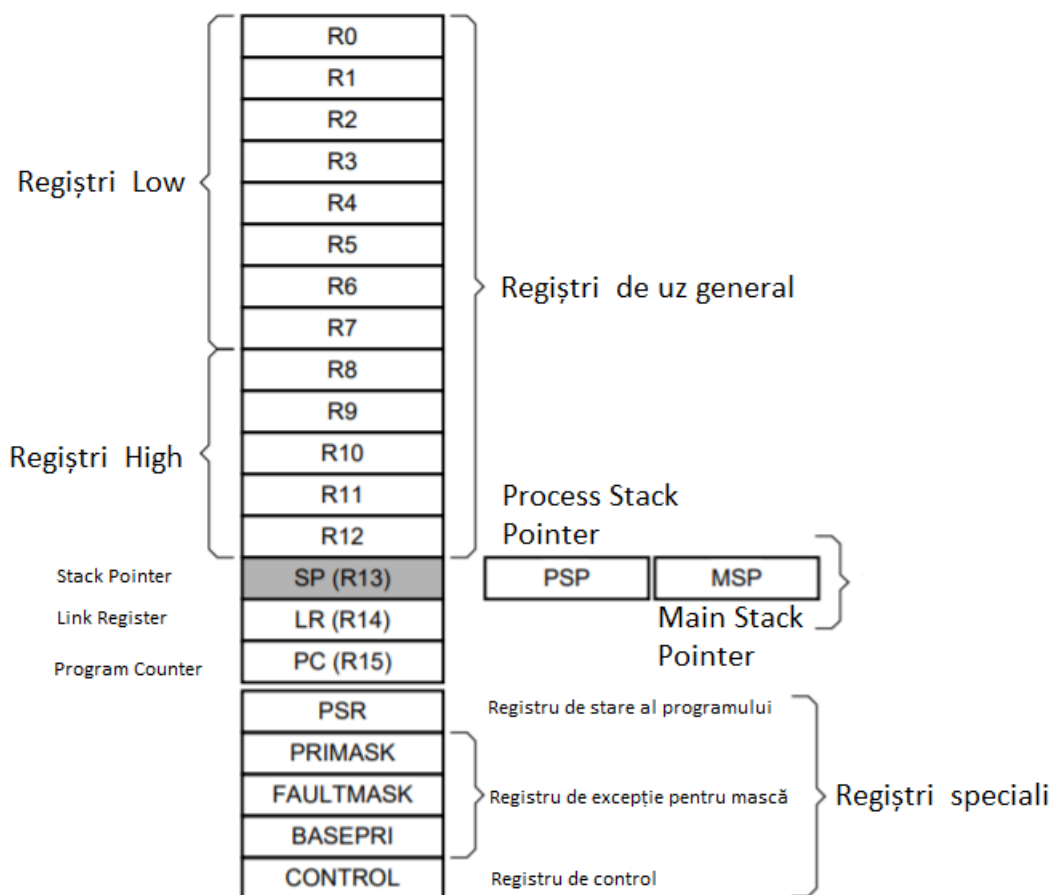 R0
R1
R2
R3
Regiștri Low
R4
R5
R6
Regiștri de uz general
R7
R8
R9
Regiștri High
R10
R11
Process Stack
Pointer
R12
Stack Pointer
SP (R13)
PSP
MSP
Link Register
LR (R14)
Main Stack
Pointer
Program Counter
PC (R15)
PSR
Registru de stare al programului
PRIMASK
FAULTMASK
Registru de excepție pentru mască
Regiștri speciali
BASEPRI
CONTROL
Registru de control